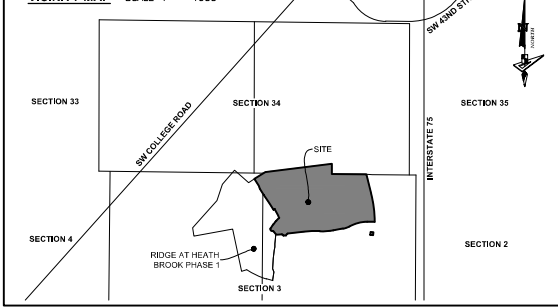 SW 43RD ST
SECTION 33
SECTION 34
SECTION 35
SW COLLEGE ROAD
INTERSTATE 75
SITE
SECTION 4
RIDGE AT HEATH
BROOK PHASE 1
SECTION 3
SECTION 2